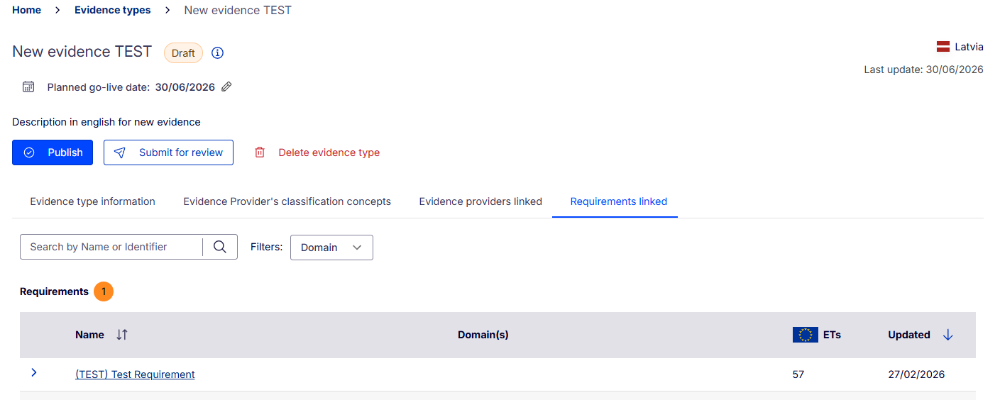 Home > Evidence types > New evidence TEST
New evidence TEST Draft
Latvia
Last update: 30/06/2026
Planned go-live date: 30/06/2026
Description in english for new evidence
Publish Submit for review Delete evidence type
Evidence type information Evidence Provider's classification concepts Evidence providers linked Requirements linked
Search by Name or Identifier Filters: Domain
Requirements 1
Name Domain(s) ETs Updated
(TEST) Test Requirement 57 27/02/2026